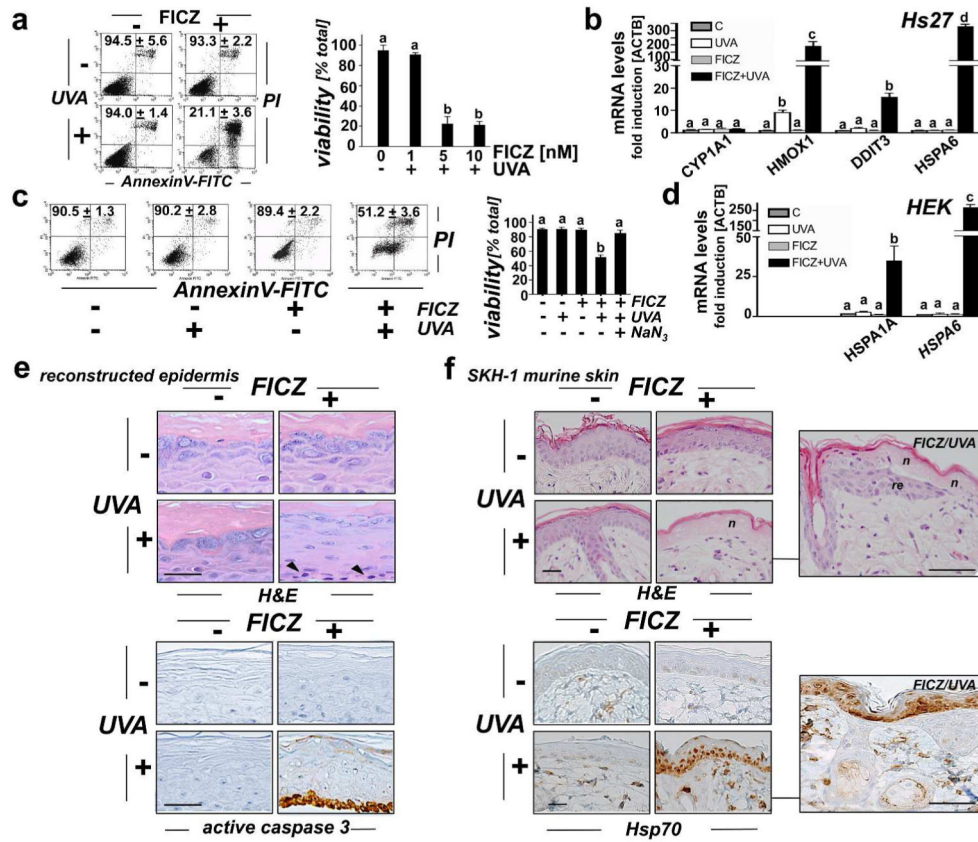 a
FICZ
- +
94.5 ± 5.6
93.3 ± 2.2
-
UVA
PI
94.0 ± 1.4
21.1 ± 3.6
+
AnnexinV-FITC
viability [% total]
100
80
60
40
20
0
a a b b
0 1 5 10 FICZ [nM]
- + + + UVA
b
Hs27
C
UVA
FICZ
FICZ+UVA
mRNA levels
fold induction [ACTB]
300
200
100
30
20
10
0
a a a a
a b a c
a a a b
a a a d
CYP1A1 HMOX1 DDIT3 HSPA6
c
90.5 ± 1.3
90.2 ± 2.8
89.4 ± 2.2
51.2 ± 3.6
PI
AnnexinV-FITC
- - + + FICZ
- + - + UVA
viability [% total]
100
80
60
40
20
0
a a a b a
- - + + + FICZ
- + - + + UVA
- - - - + NaN3
d
HEK
C
UVA
FICZ
FICZ+UVA
mRNA levels
fold induction [ACTB]
250
150
50
25
0
a a a b
a a a c
HSPA1A HSPA6
e reconstructed epidermis
FICZ
- +
-
UVA
+
H&E
FICZ
- +
-
UVA
+
active caspase 3
f SKH-1 murine skin
FICZ
- +
-
UVA
+
n
H&E
FICZ/UVA
n
re
n
FICZ
- +
-
UVA
+
Hsp70
FICZ/UVA